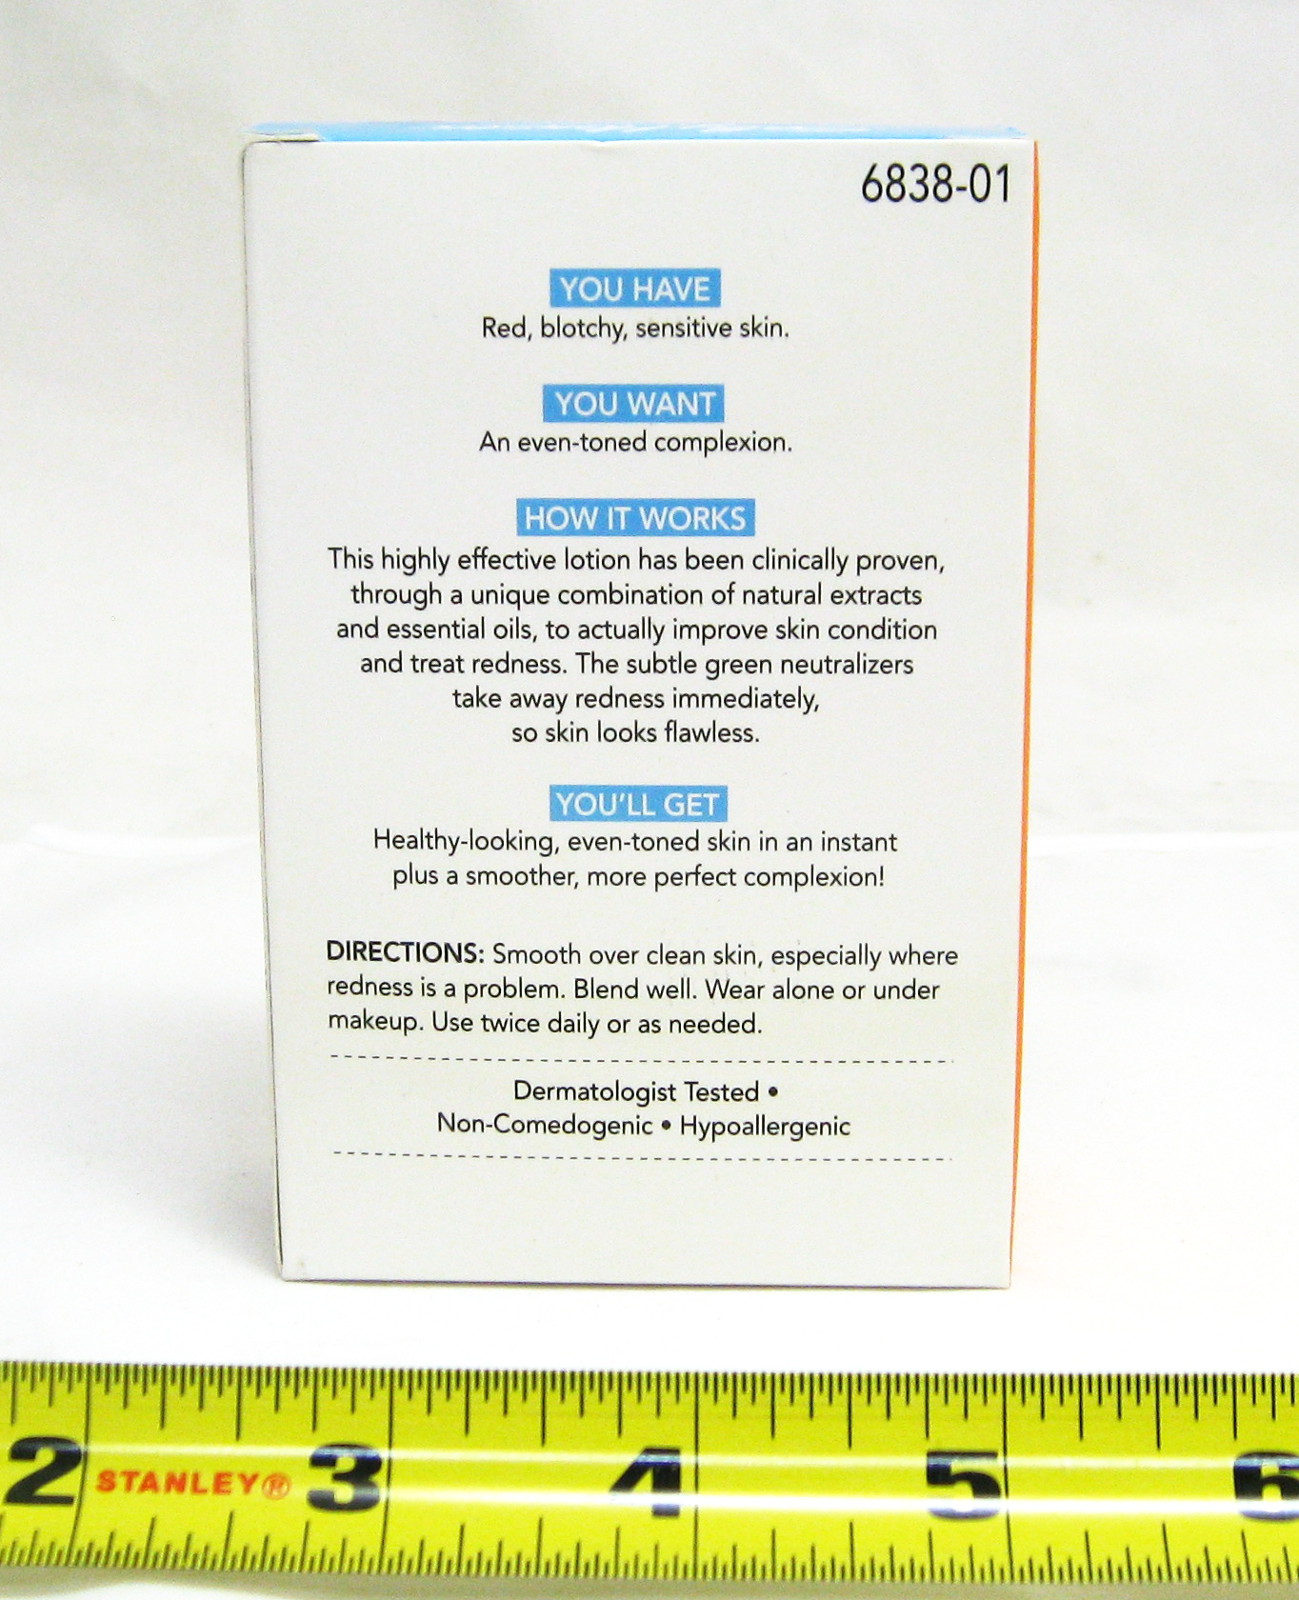 6838-01
YOU HAVE
Red, blotchy, sensitive skin.
YOU WANT
An even-toned complexion.
HOW IT WORKS
This highly effective lotion has been clinically proven,
through a unique combination of natural extracts
and essential oils, to actually improve skin condition
and treat redness. The subtle green neutralizers
take away redness immediately,
so skin looks flawless.
YOU'LL GET
Healthy-looking, even-toned skin in an instant
plus a smoother, more perfect complexion!
DIRECTIONS: Smooth over clean skin, especially where
redness is a problem. Blend well. Wear alone or under
makeup. Use twice daily or as needed.
Dermatologist Tested •
Non-Comedogenic • Hypoallergenic
2 STANLEY® 3 4 5 6